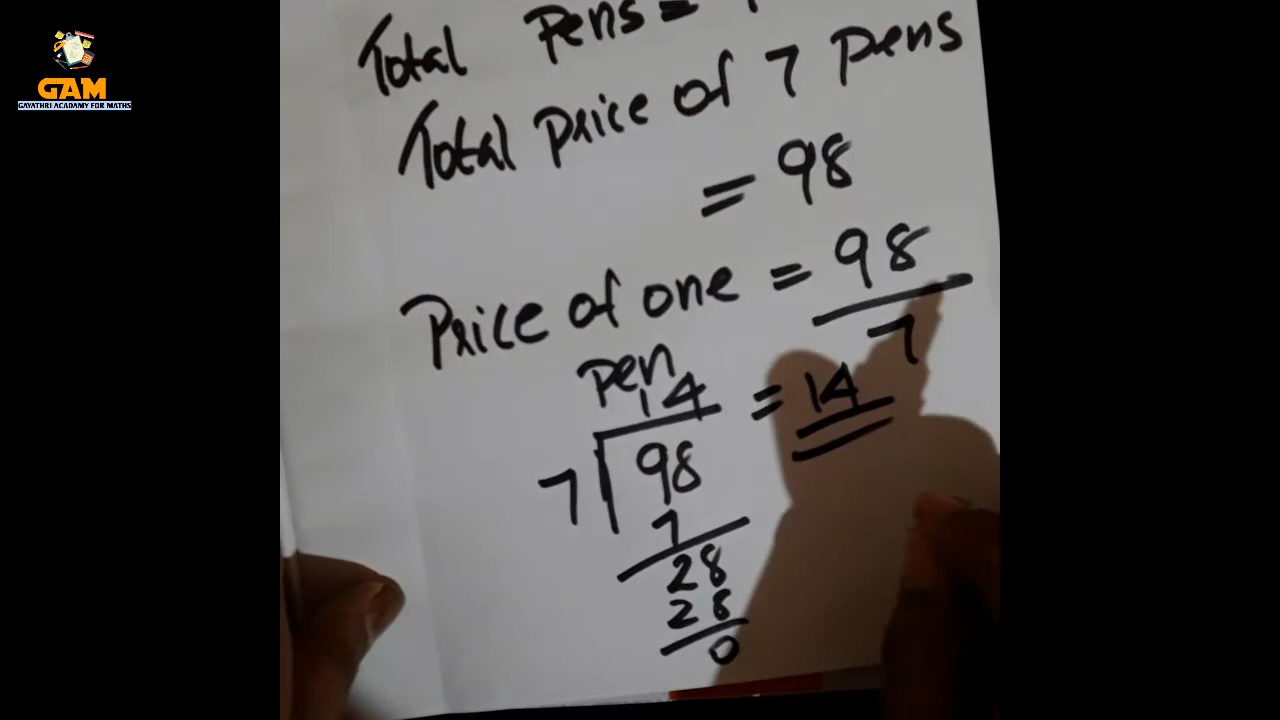 GAM
GAYATHRI ACADAMY FOR MATHS
Total Pens =
Total Price of 7 pens
= 98
Price of one = 98
7
pen
= 14
14
7 98
7
28
28
0